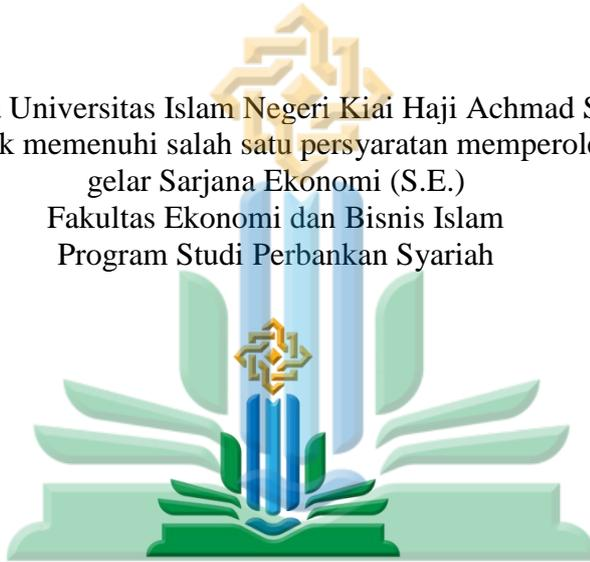 Universitas Islam Negeri Kiai Haji Achmad S
k memenuhi salah satu persyaratan memperol
gelar Sarjana Ekonomi (S.E.)
Fakultas Ekonomi dan Bisnis Islam
Program Studi Perbankan Syariah